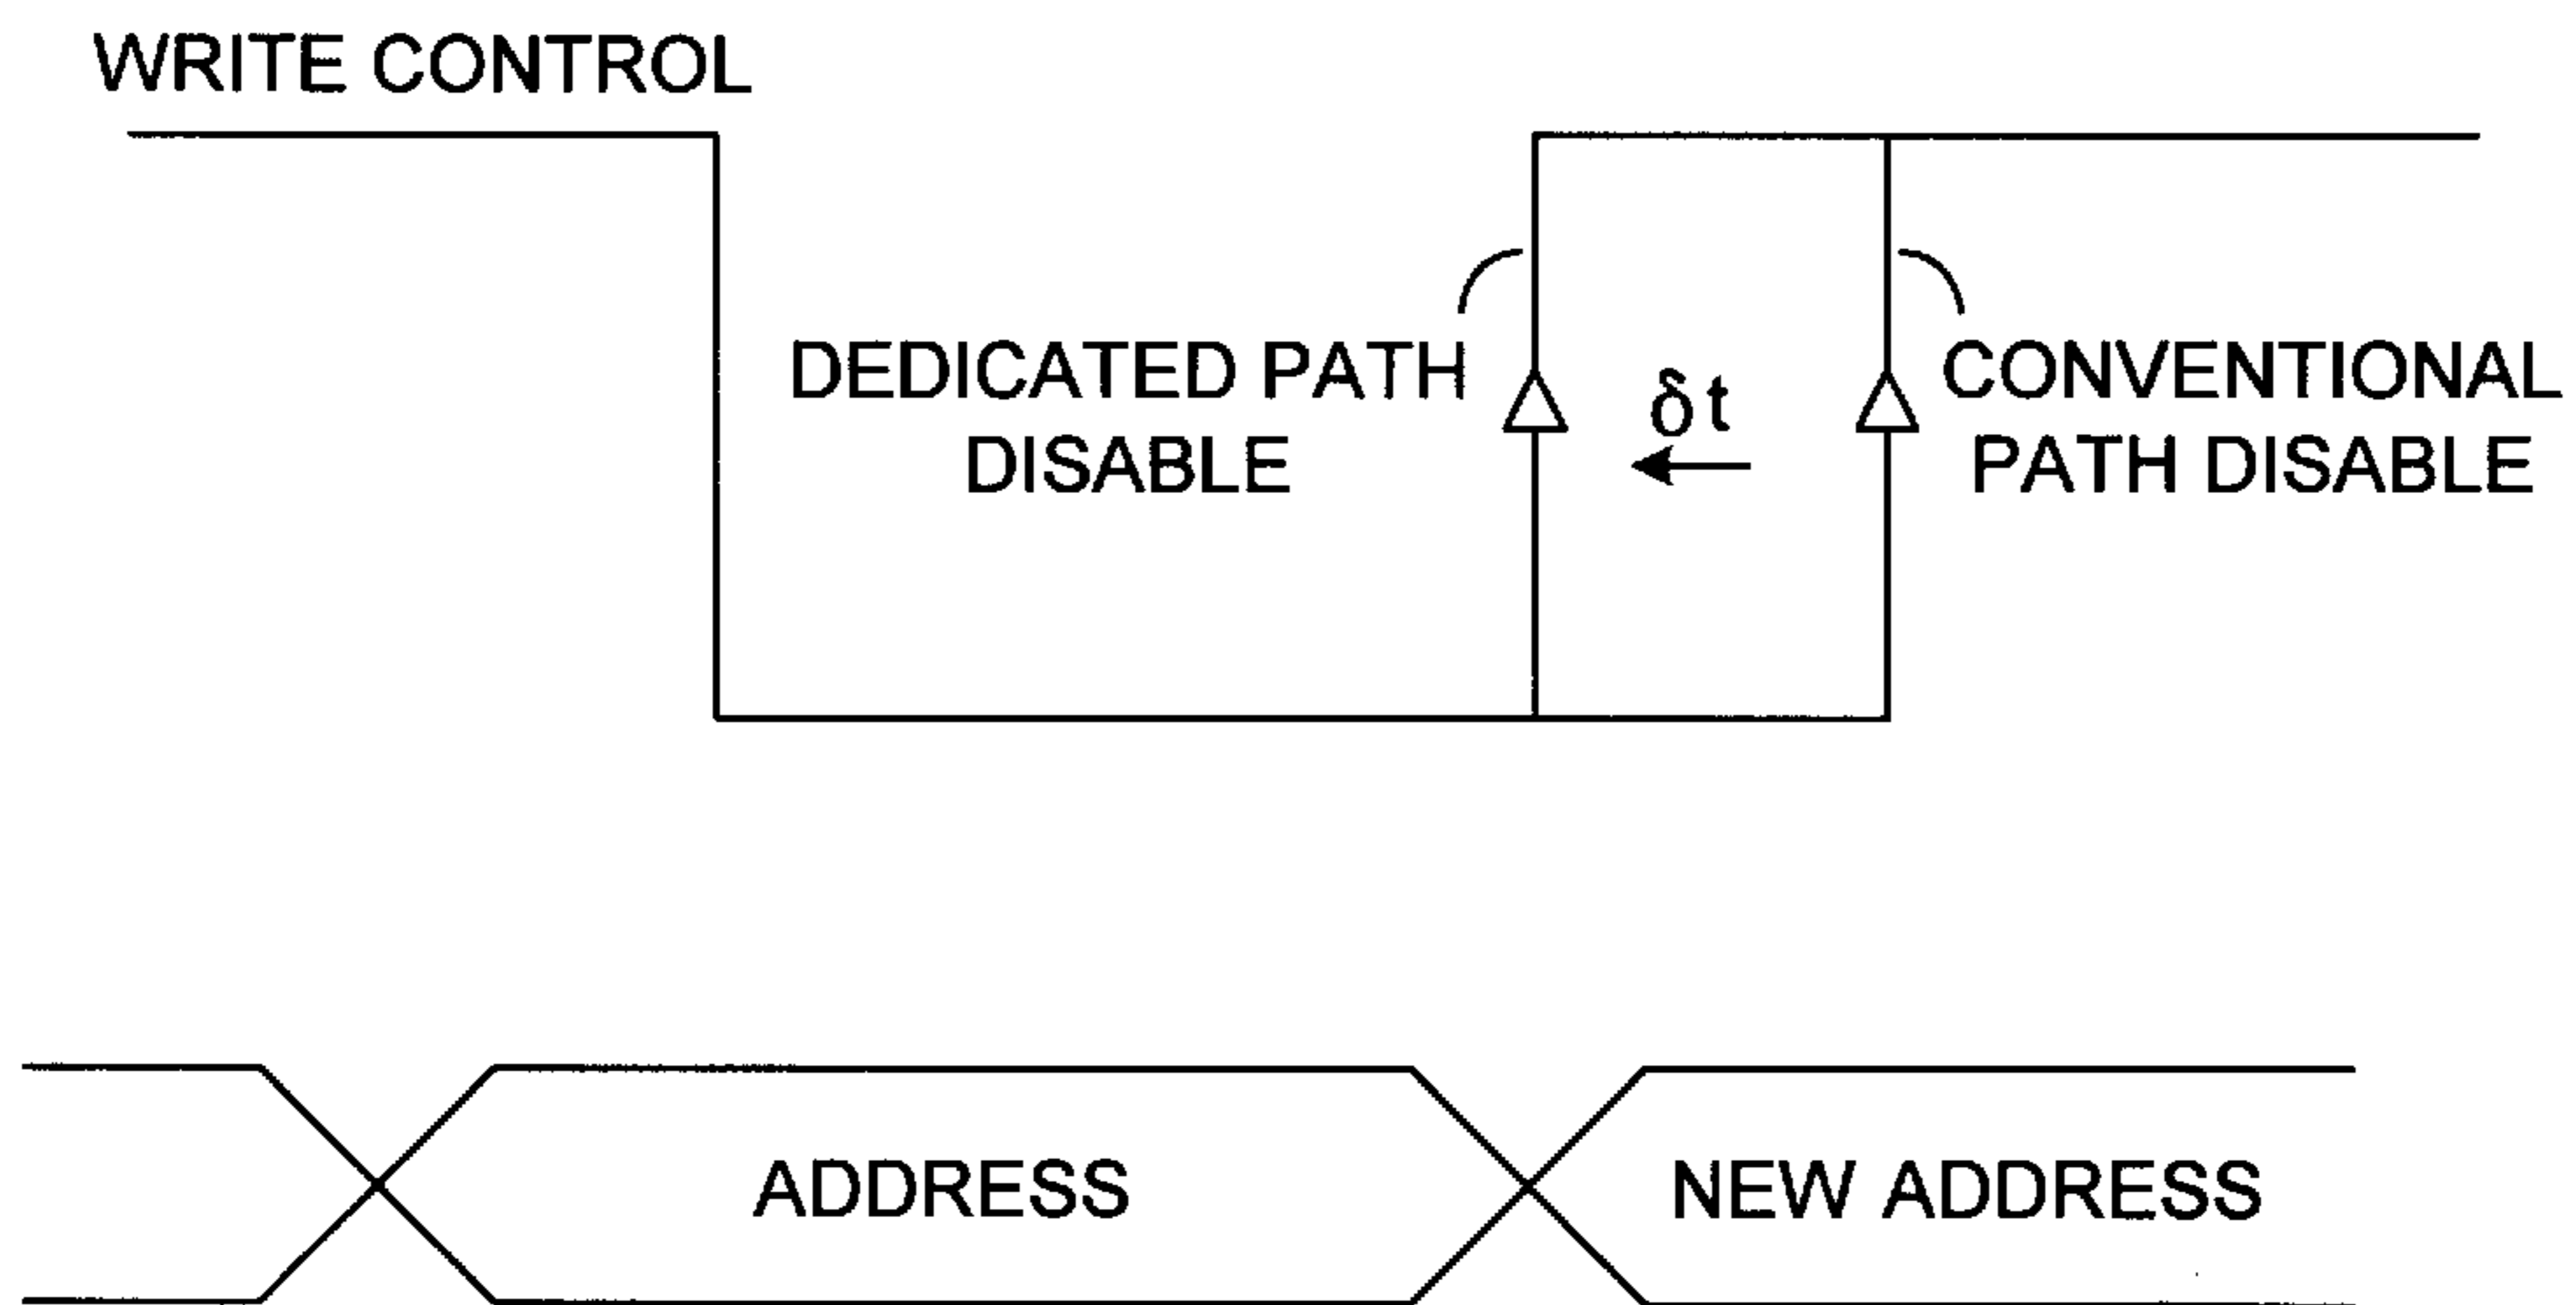 WRITE CONTROL
DEDICATED PATH
DISABLE
δt
CONVENTIONAL
PATH DISABLE
ADDRESS
NEW ADDRESS